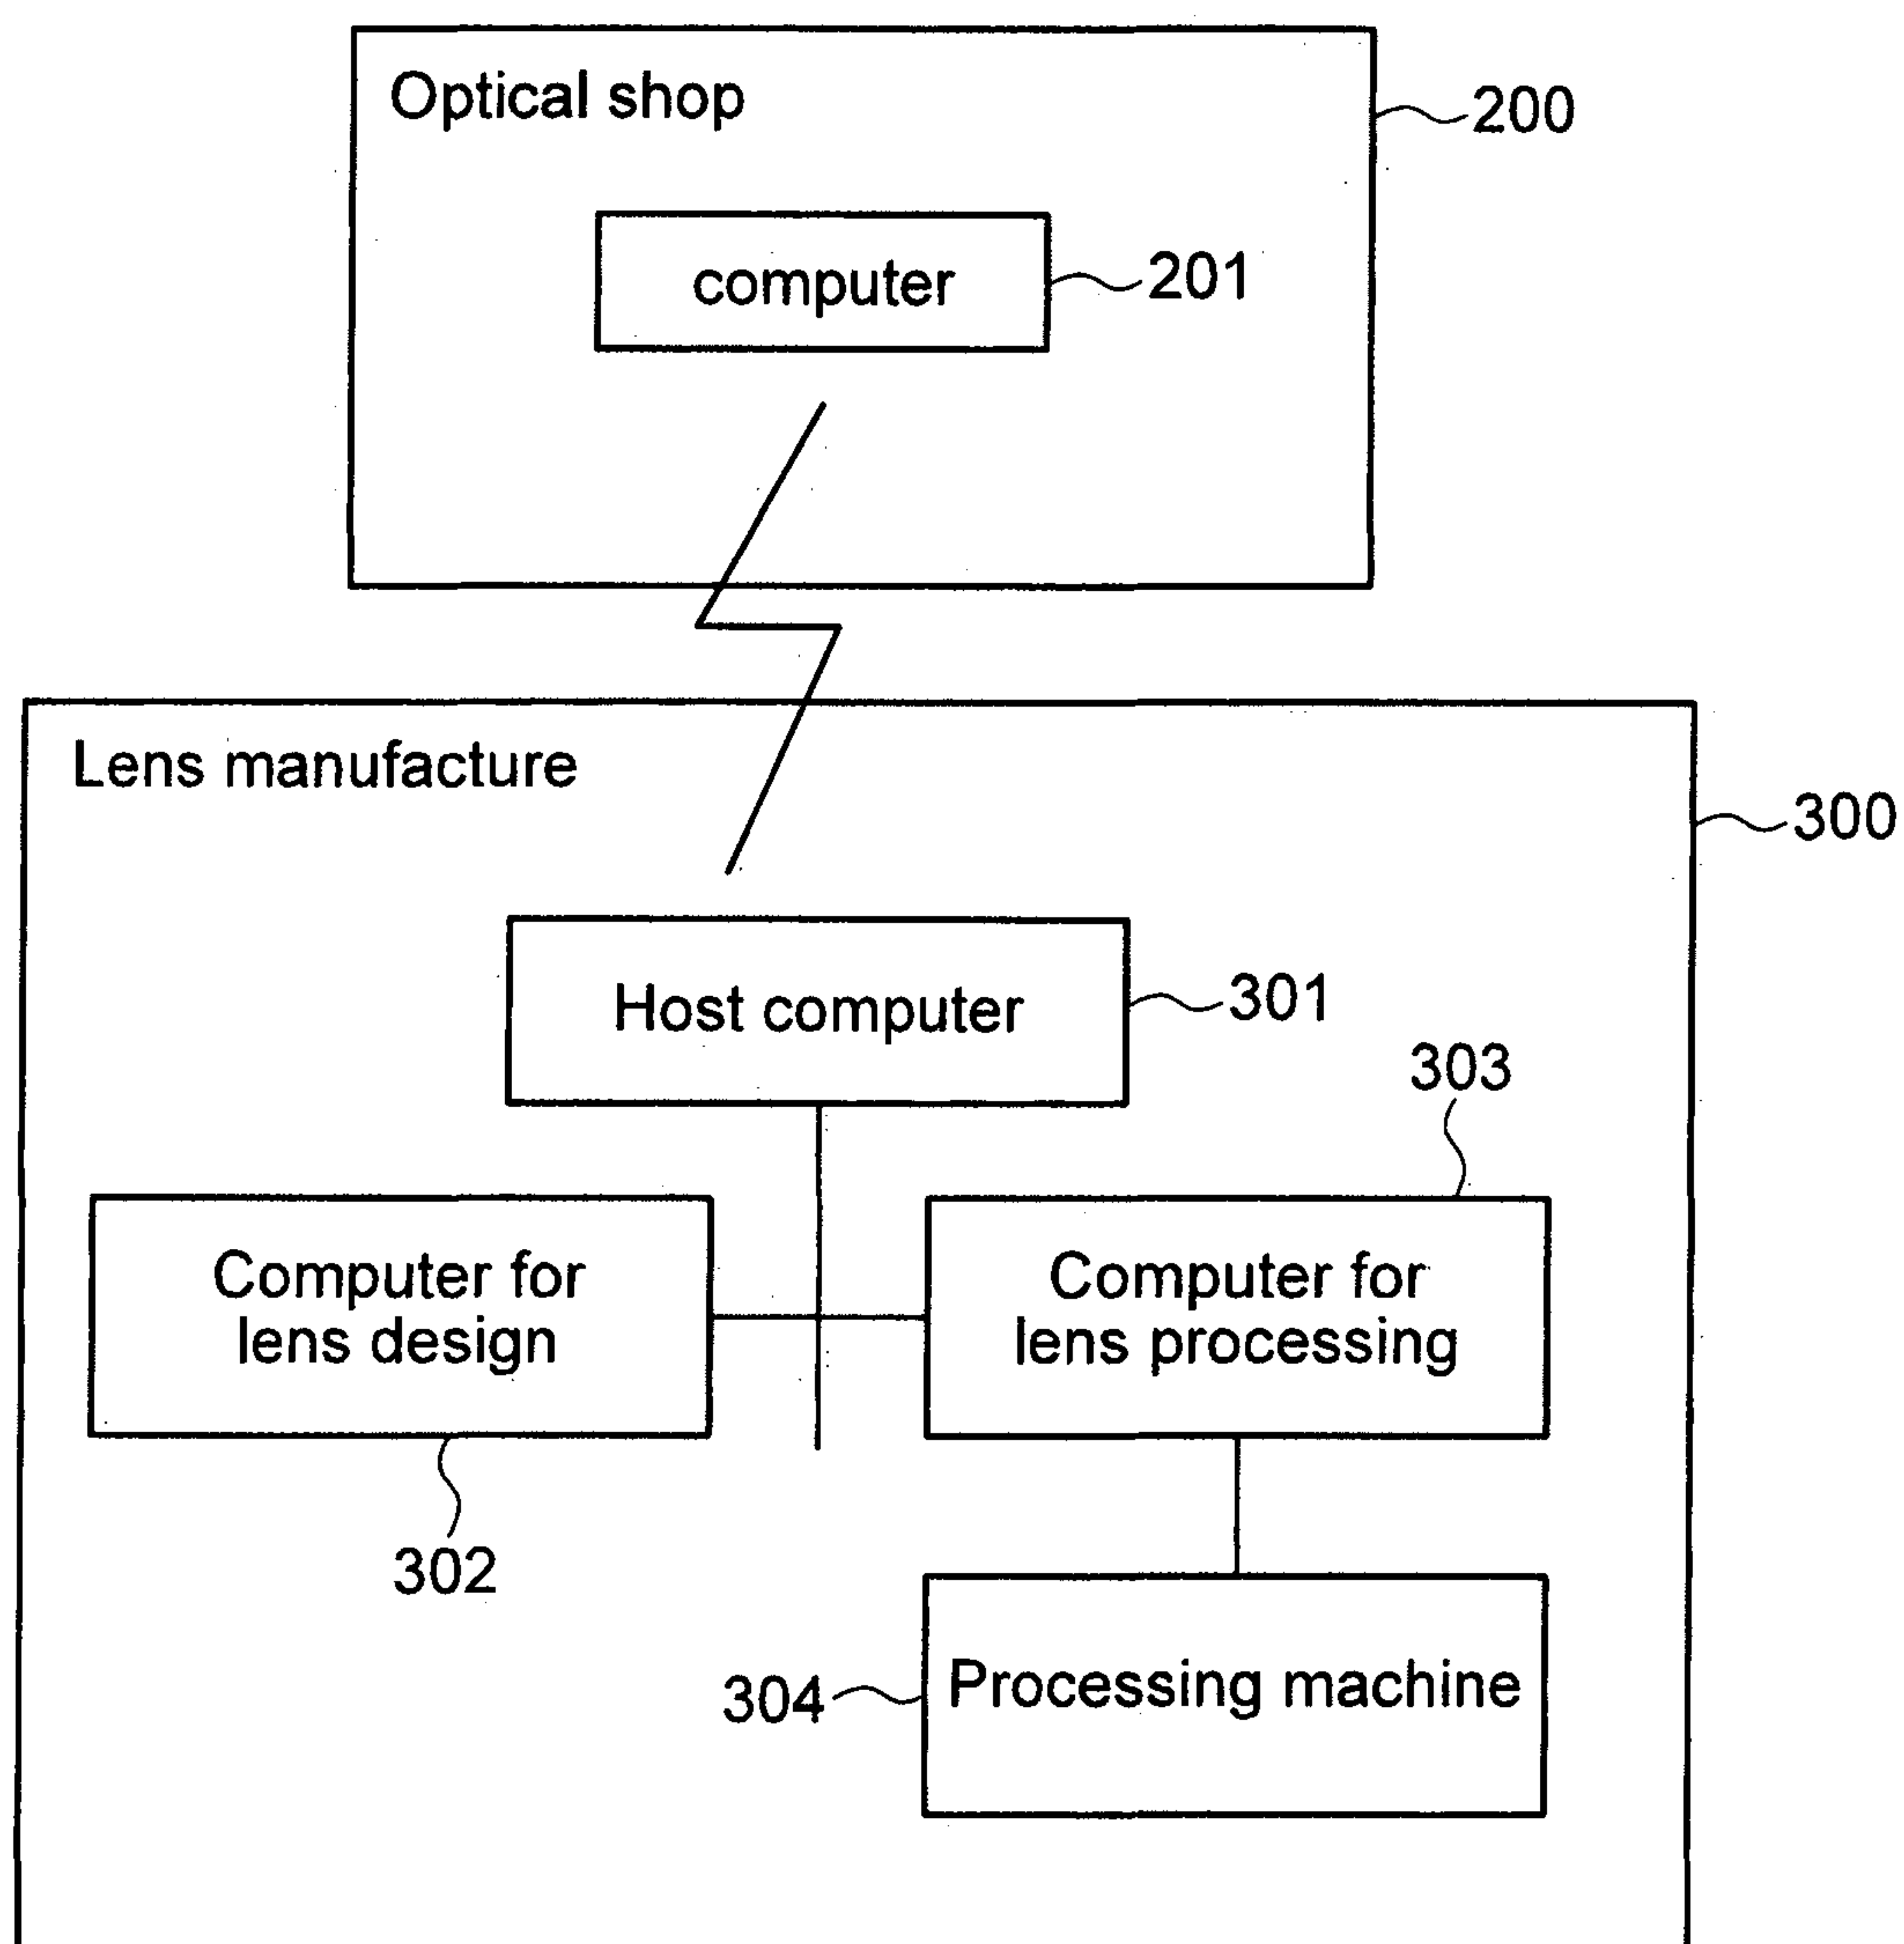 Optical shop
200
computer
201
Lens manufacture
300
Host computer
301
303
Computer for
lens design
Computer for
lens processing
302
304
Processing machine